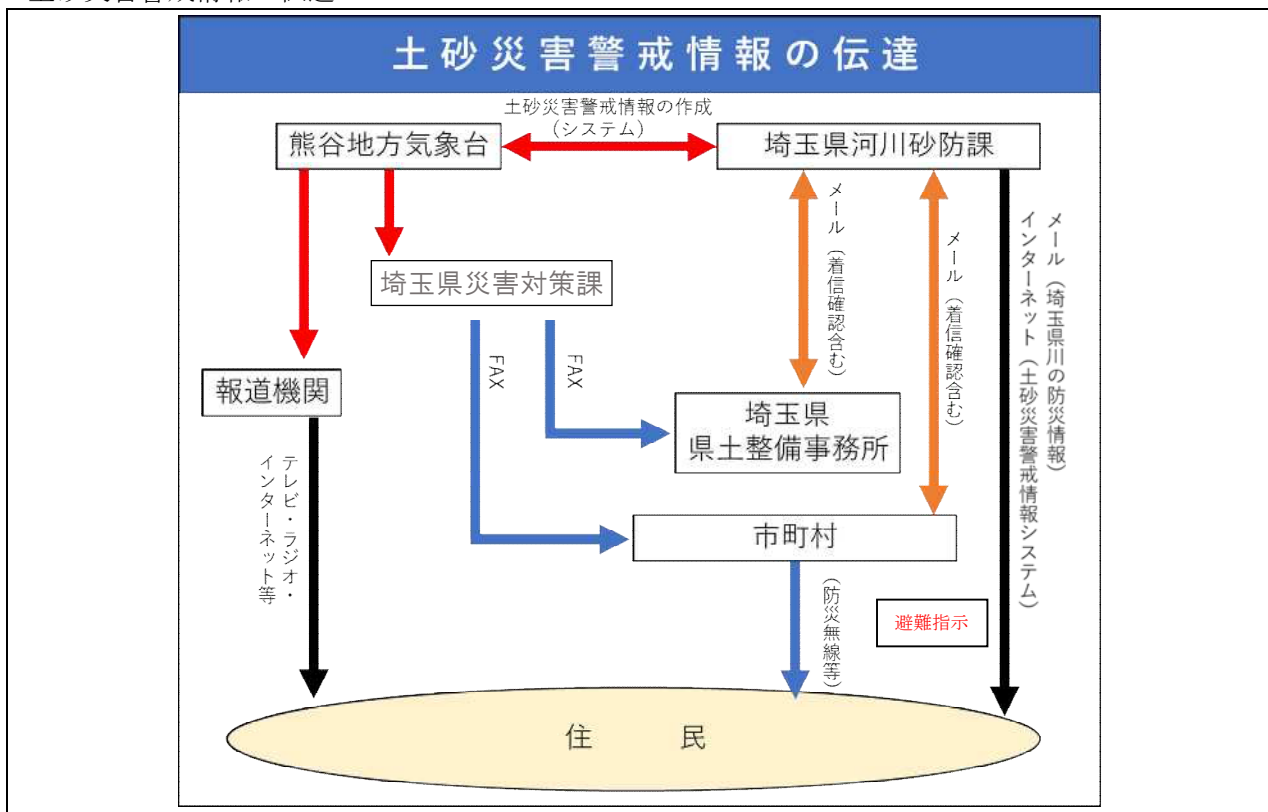 土砂災害警戒情報の伝達
土砂災害警戒情報の作成
（システム）
熊谷地方気象台
埼玉県河川砂防課
埼玉県災害対策課
メール（着信確認含む）
メール（着信確認含む）
メール（埼玉県川の防災情報）
インターネット（土砂災害警戒情報システム）
FAX
FAX
報道機関
埼玉県
県土整備事務所
テレビ・ラジオ・
インターネット等
市町村
（防災無線等）
避難指示
住　　民